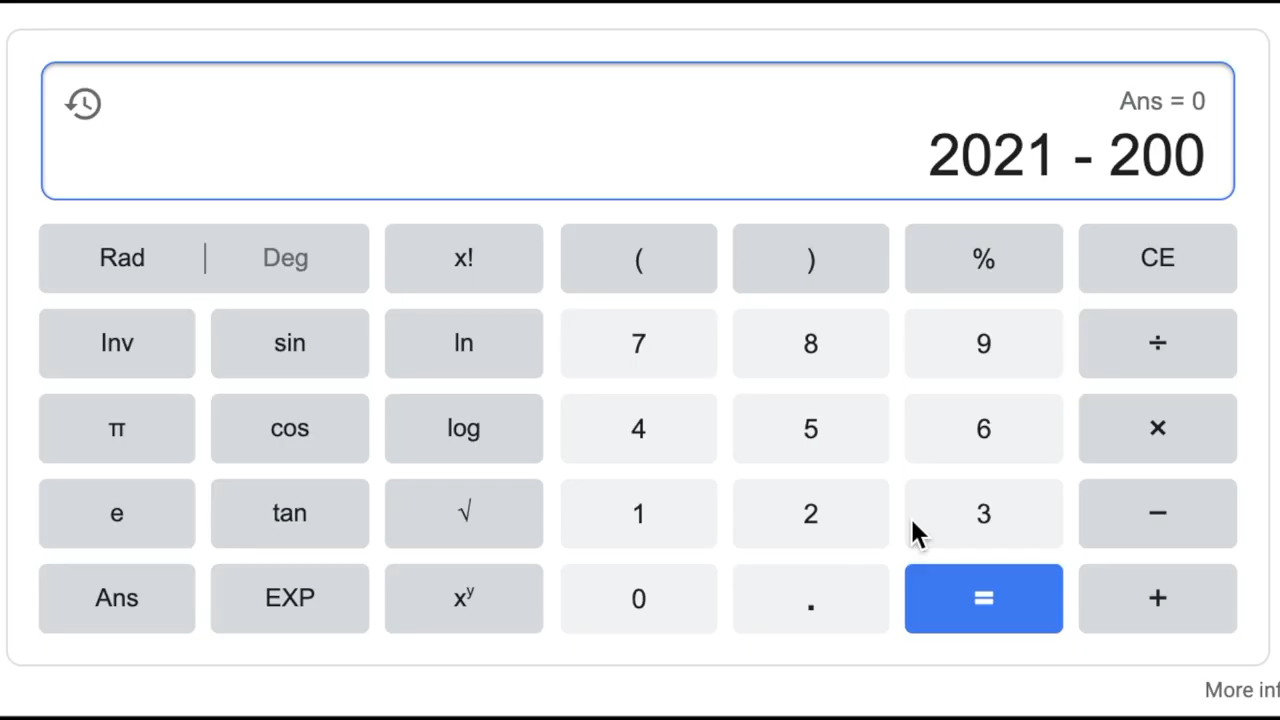 Ans = 0
2021 - 200
Rad | Deg x! ( ) % CE
Inv sin ln 7 8 9 ÷
π cos log 4 5 6 ×
e tan √ 1 2 3 −
Ans EXP xʸ 0 . = +
More inf